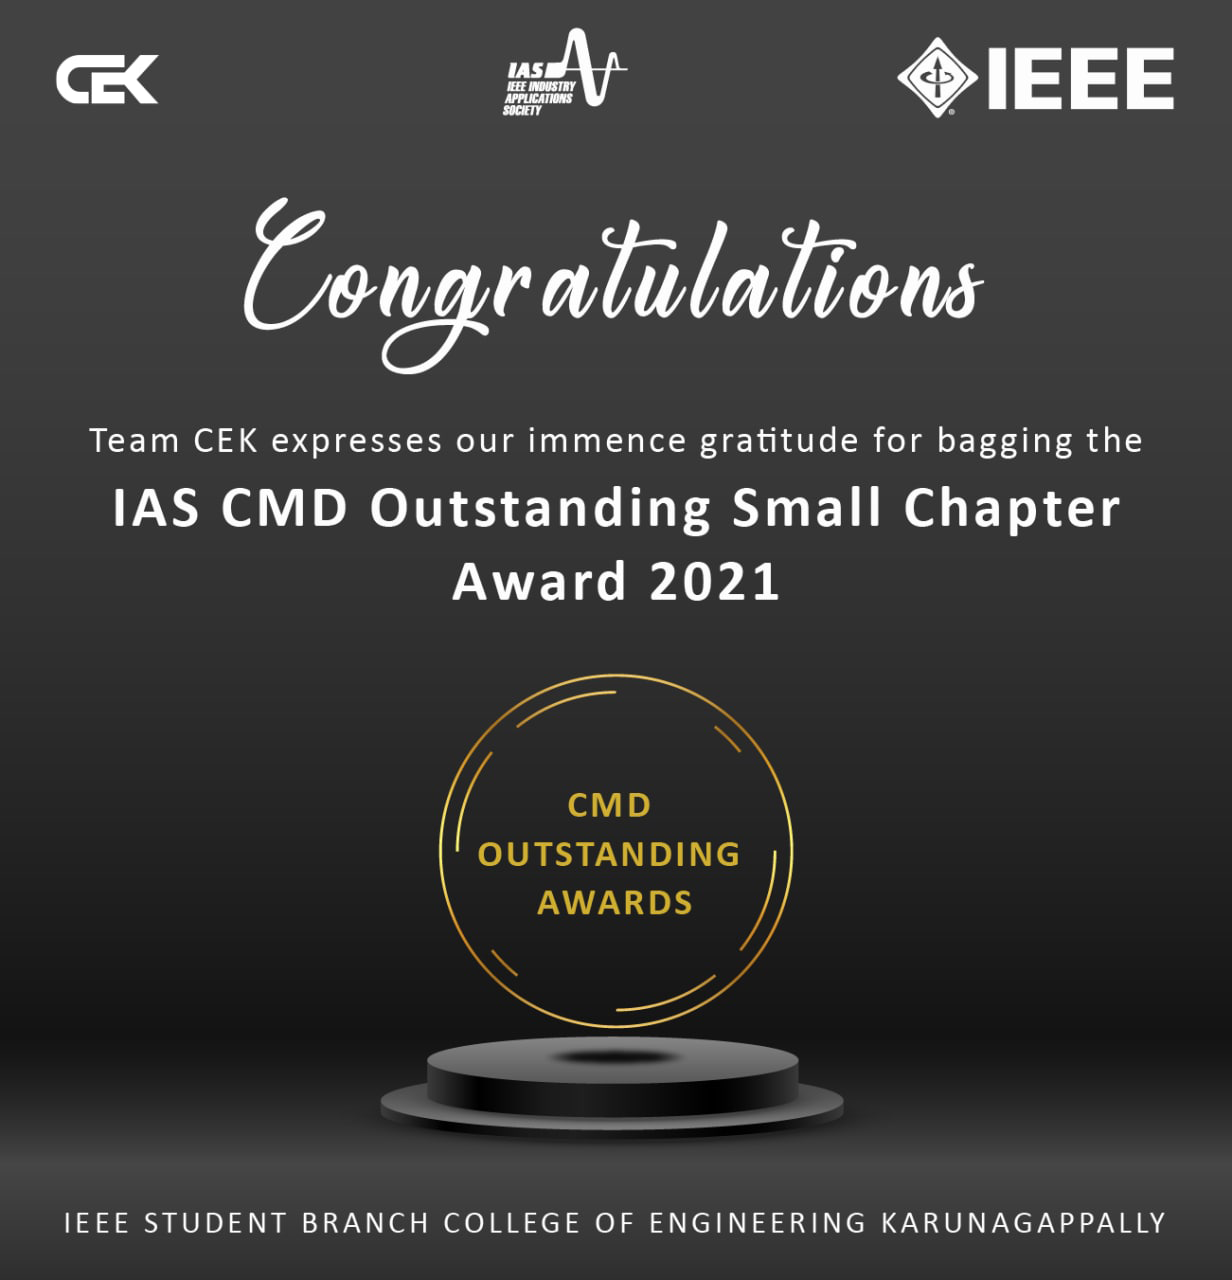 CEK
IAS
IEEE INDUSTRY
APPLICATIONS
SOCIETY
IEEE
Congratulations
Team CEK expresses our immence gratitude for bagging the
IAS CMD Outstanding Small Chapter
Award 2021
CMD
OUTSTANDING
AWARDS
IEEE STUDENT BRANCH COLLEGE OF ENGINEERING KARUNAGAPPALLY